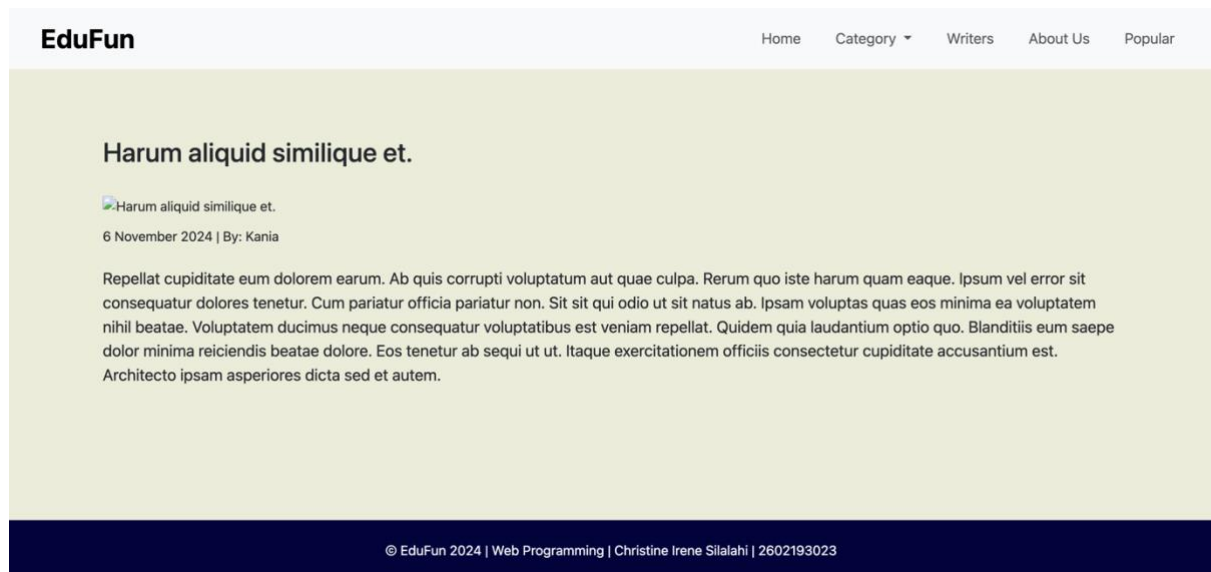 EduFun
Home Category Writers About Us Popular
Harum aliquid similique et.
Harum aliquid similique et.
6 November 2024 | By: Kania
Repellat cupiditate eum dolorem earum. Ab quis corrupti voluptatum aut quae culpa. Rerum quo iste harum quam eaque. Ipsum vel error sit
consequatur dolores tenetur. Cum pariatur officia pariatur non. Sit sit qui odio ut sit natus ab. Ipsam voluptas quas eos minima ea voluptatem
nihil beatae. Voluptatem ducimus neque consequatur voluptatibus est veniam repellat. Quidem quia laudantium optio quo. Blanditiis eum saepe
dolor minima reiciendis beatae dolore. Eos tenetur ab sequi ut ut. Itaque exercitationem officiis consectetur cupiditate accusantium est.
Architecto ipsam asperiores dicta sed et autem.
© EduFun 2024 | Web Programming | Christine Irene Silalahi | 2602193023